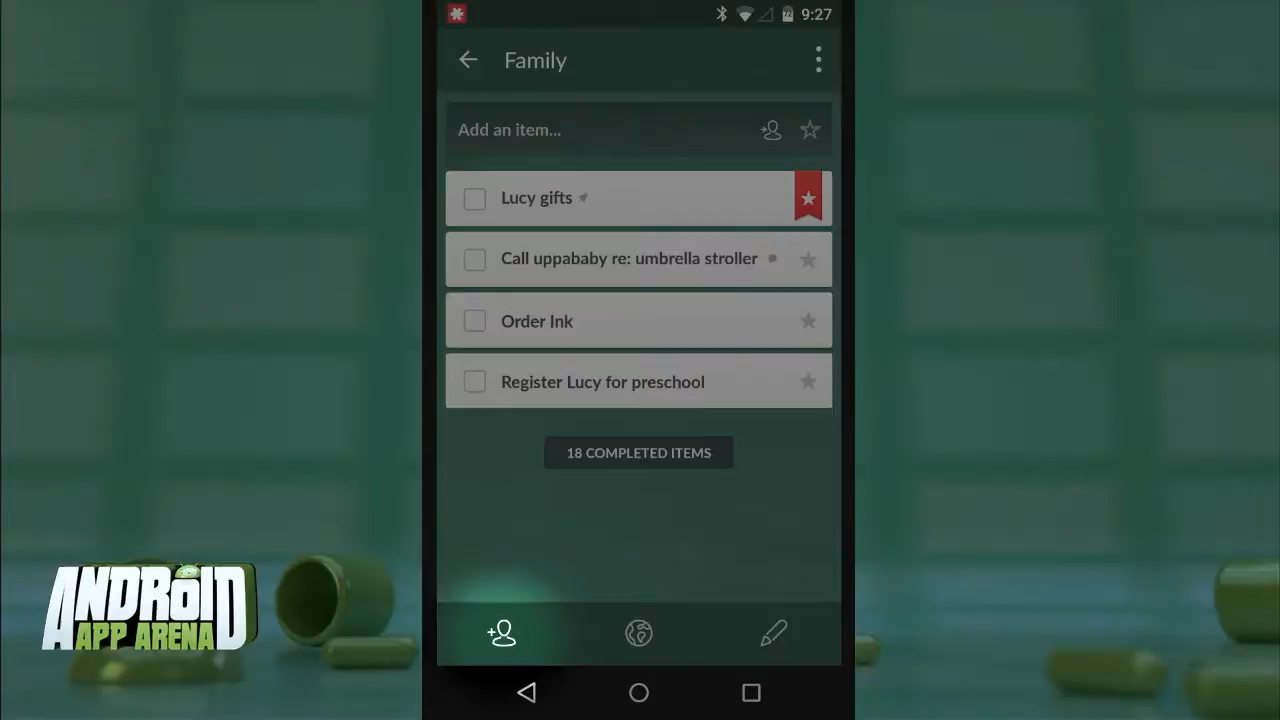 9:27
Family
Add an item...
Lucy gifts
Call uppababy re: umbrella stroller
Order Ink
Register Lucy for preschool
18 COMPLETED ITEMS
ANDROID
APP ARENA